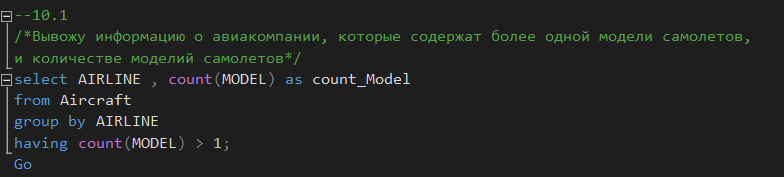 --10.1
/*Вывожу информацию о авиакомпании, которые содержат более одной модели самолетов,
и количестве моделий самолетов*/
select AIRLINE , count(MODEL) as count_Model
from Aircraft
group by AIRLINE
having count(MODEL) > 1;
Go